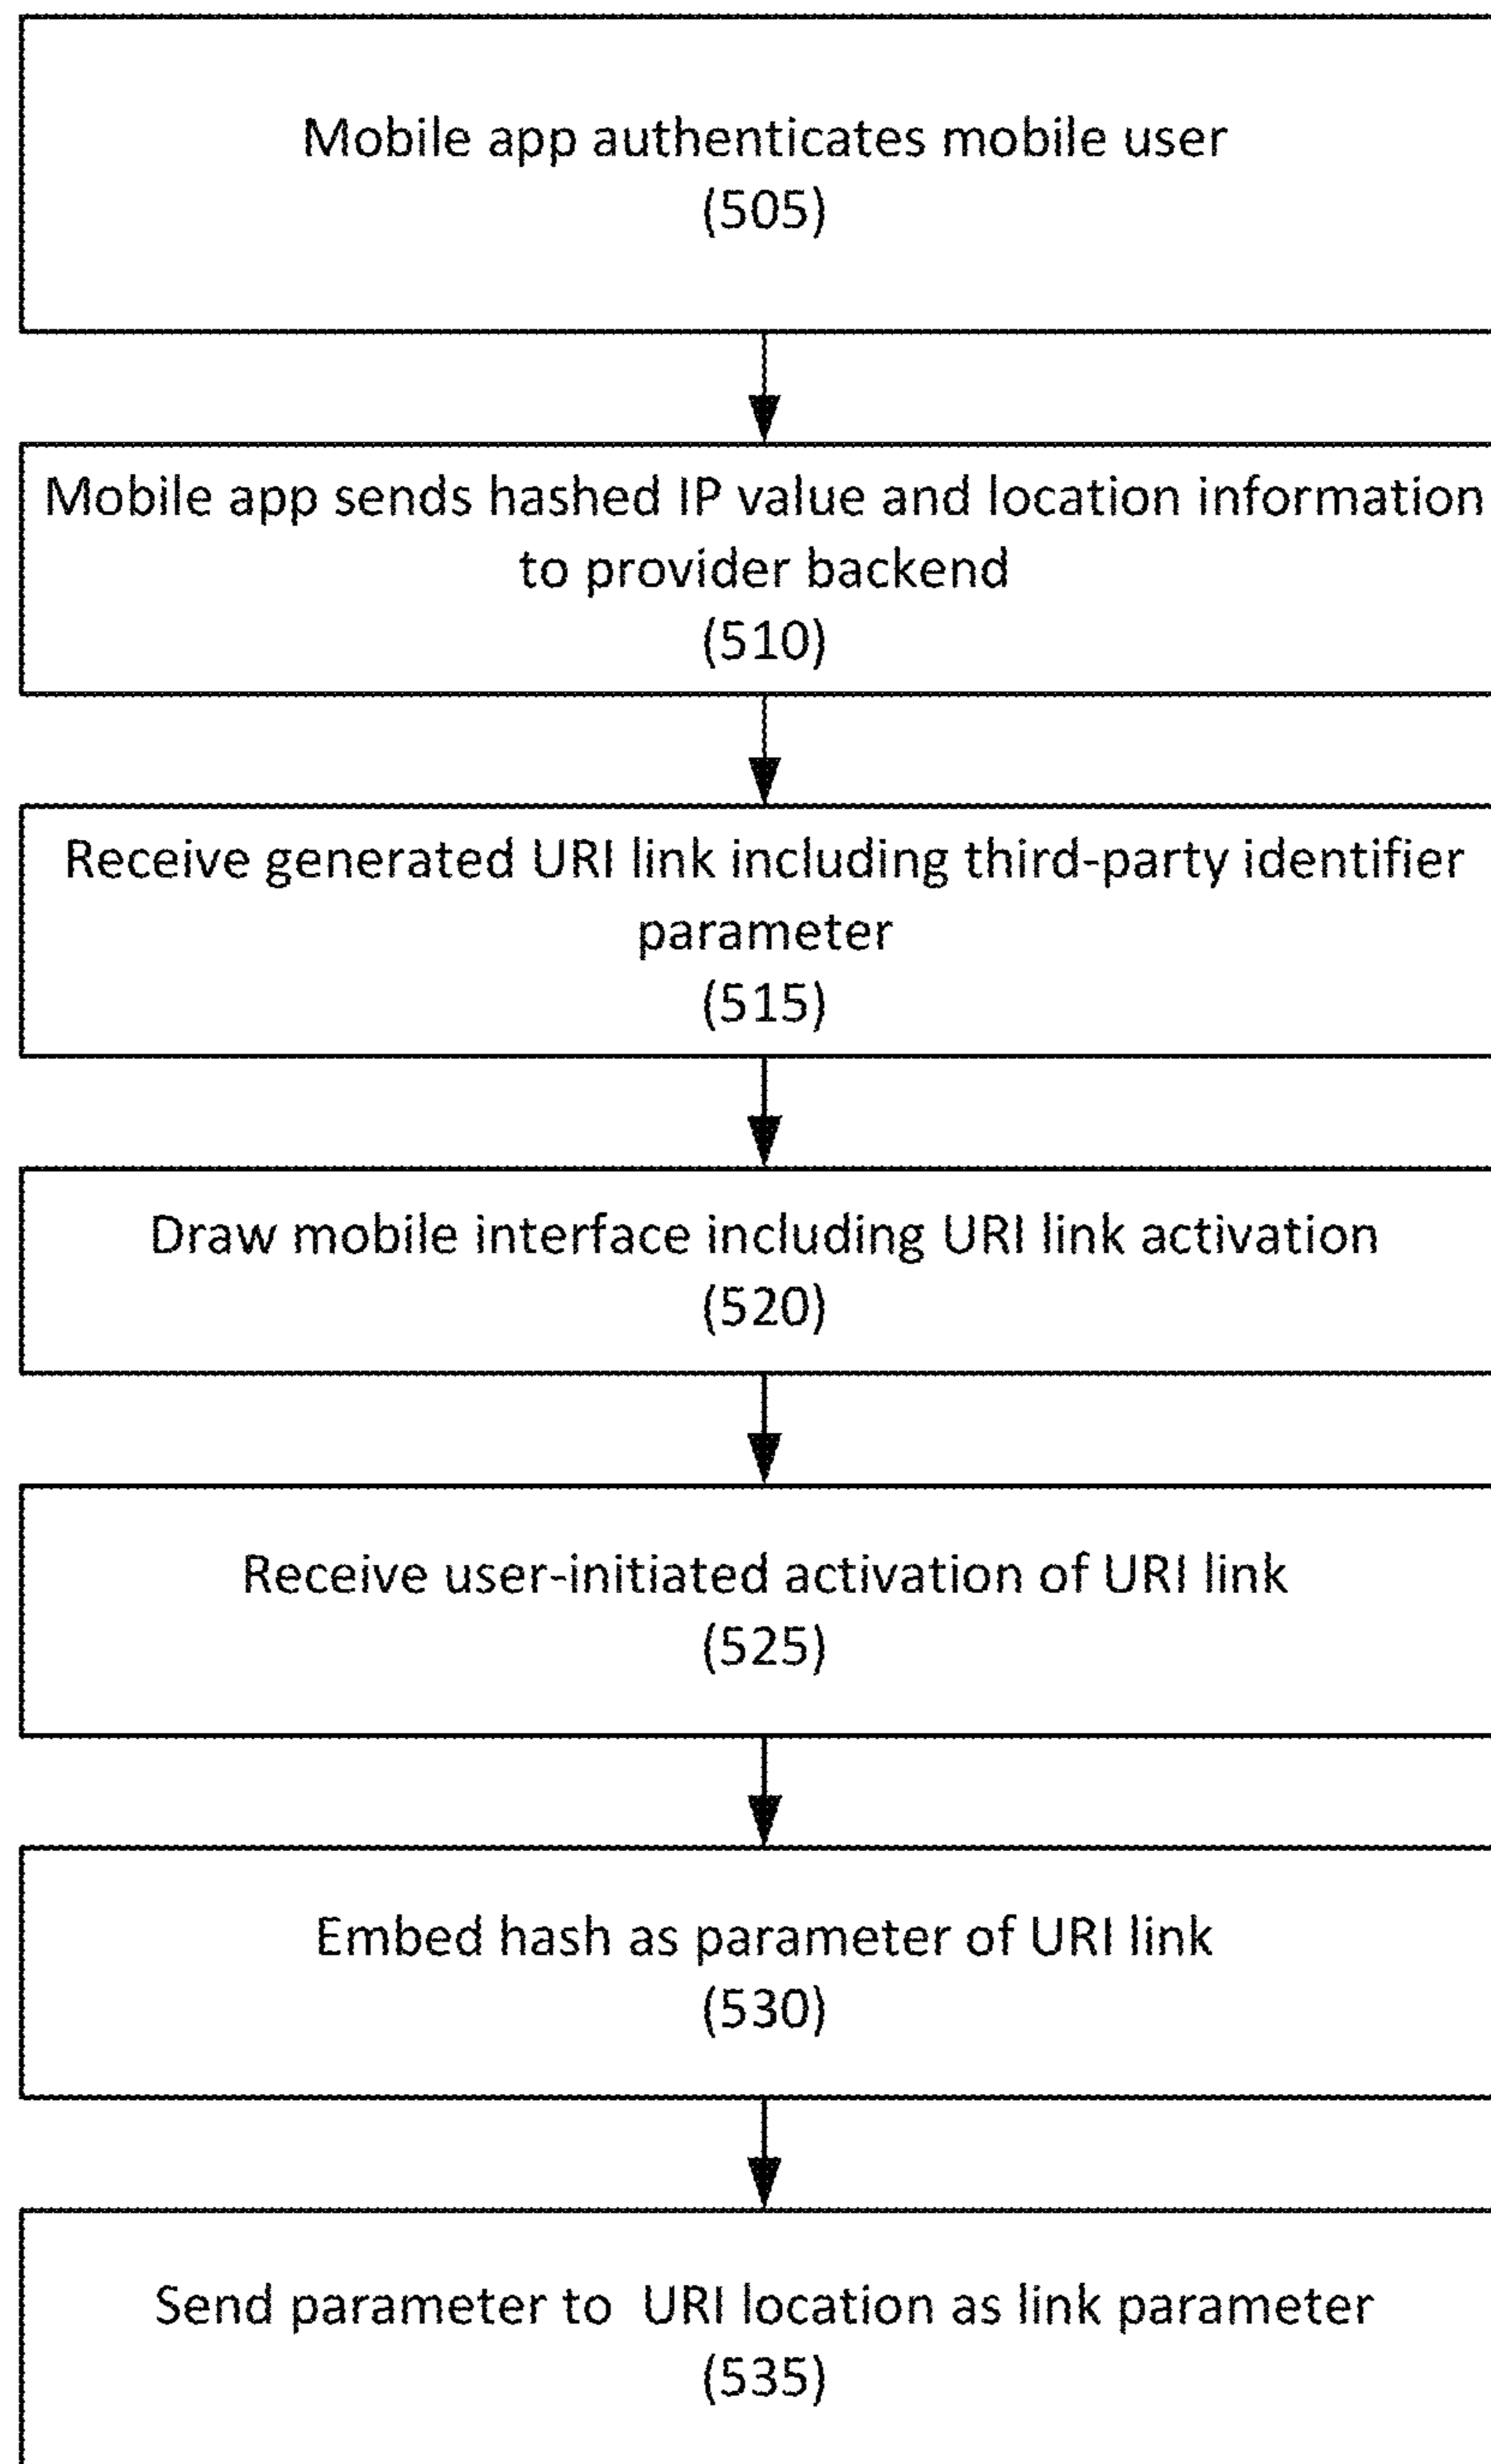 Mobile app authenticates mobile user
(505)
Mobile app sends hashed IP value and location information
to provider backend
(510)
Receive generated URI link including third-party identifier
parameter
(515)
Draw mobile interface including URI link activation
(520)
Receive user-initiated activation of URI link
(525)
Embed hash as parameter of URI link
(530)
Send parameter to  URI location as link parameter
(535)